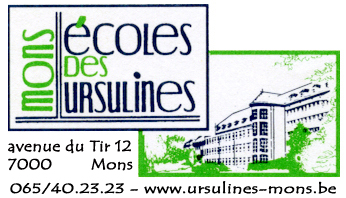 mons
écoles
des
ursulines
avenue du Tir 12
7000 Mons
065/40.23.23 – www.ursulines-mons.be